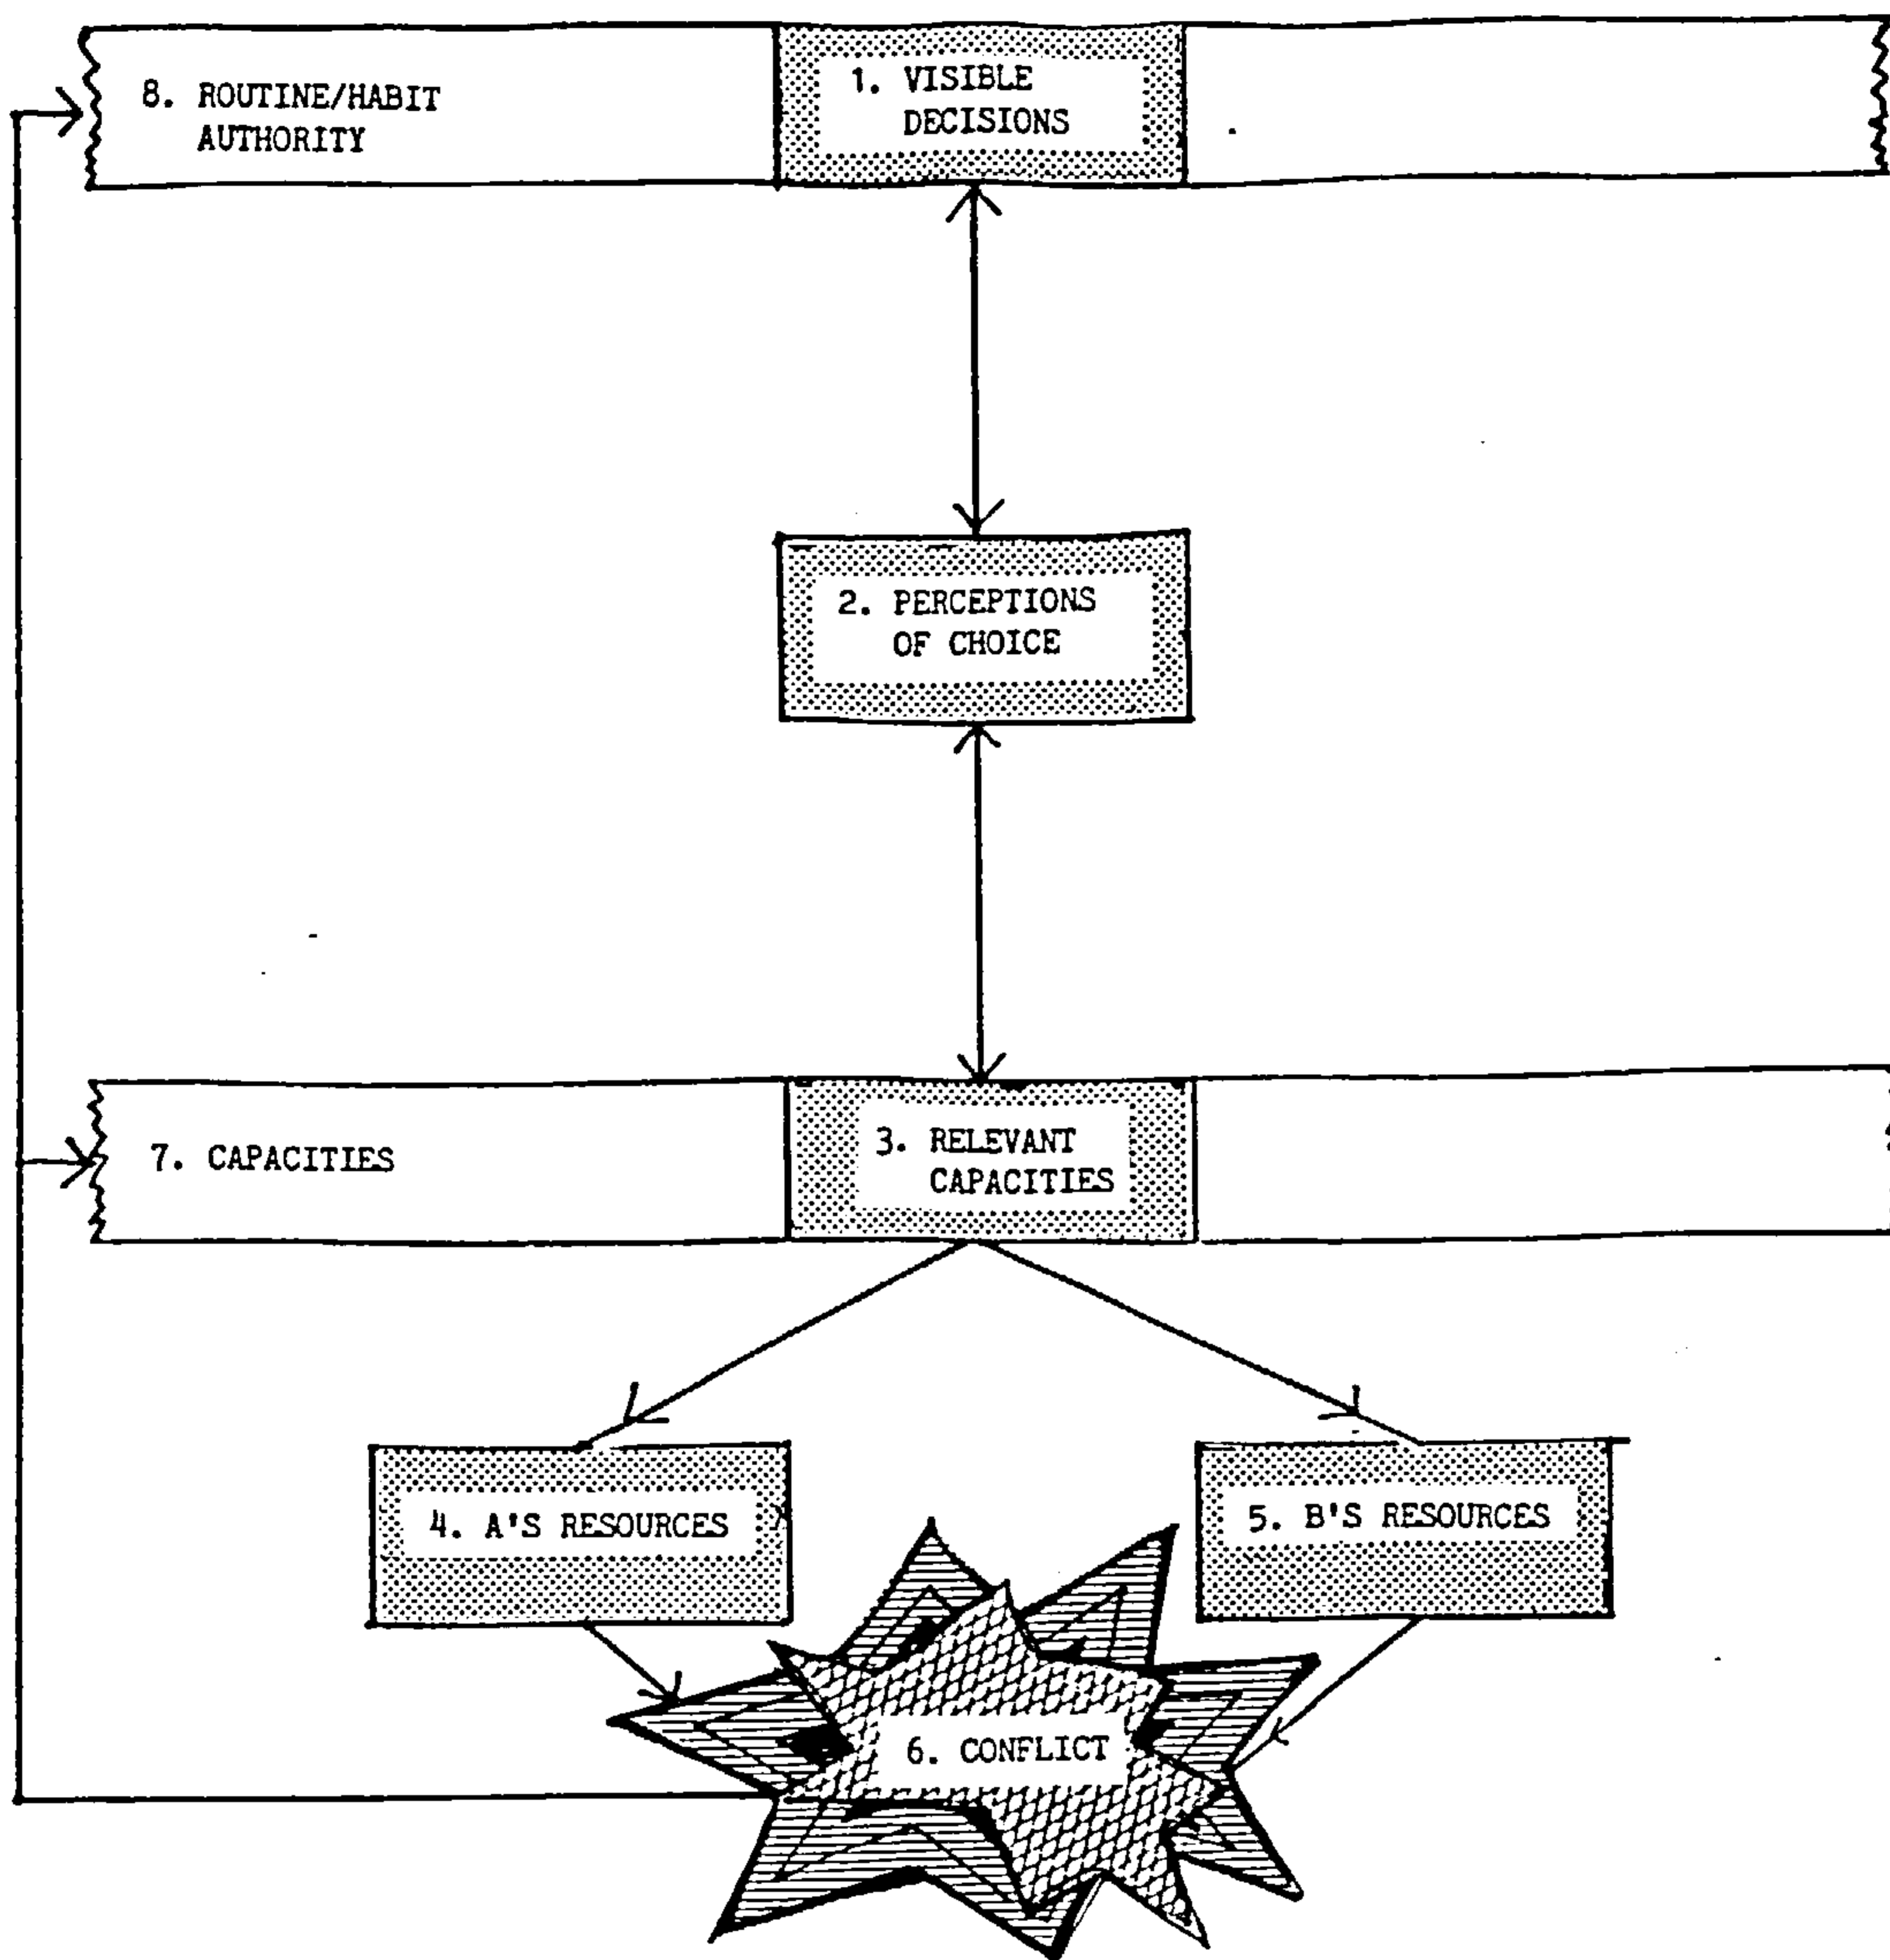 8. ROUTINE/HABIT
AUTHORITY
1. VISIBLE
DECISIONS
2. PERCEPTIONS
OF CHOICE
7. CAPACITIES
3. RELEVANT
CAPACITIES
4. A'S RESOURCES
5. B'S RESOURCES
6. CONFLICT